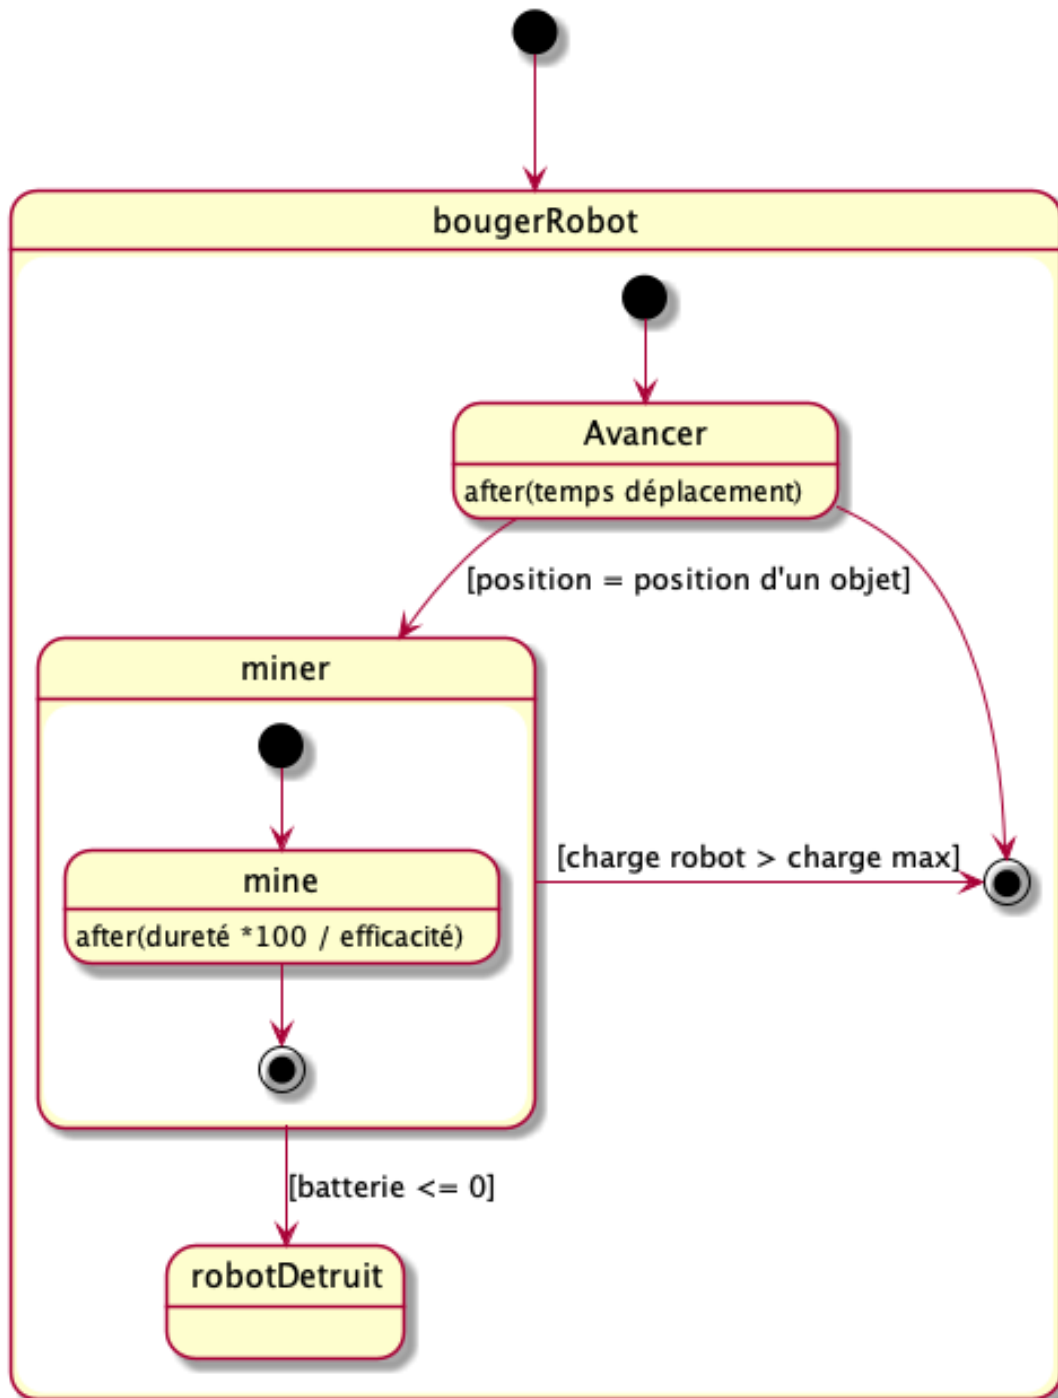 bougerRobot
Avancer
after(temps déplacement)
[position = position d'un objet]
miner
mine
after(dureté *100 / efficacité)
[charge robot > charge max]
[batterie <= 0]
robotDetruit